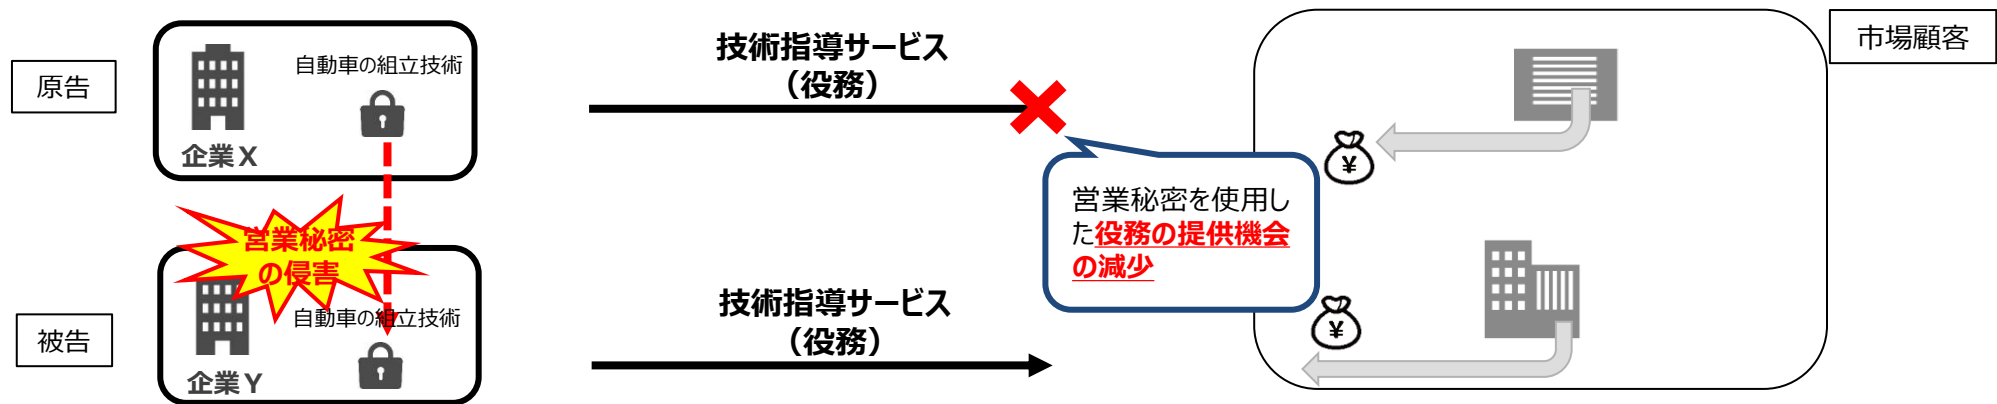 原告
自動車の組立技術
企業X
技術指導サービス
（役務）
市場顧客
¥
営業秘密を使用し
た役務の提供機会
の減少
営業秘密
の侵害
被告
自動車の組立技術
企業Y
技術指導サービス
（役務）
¥